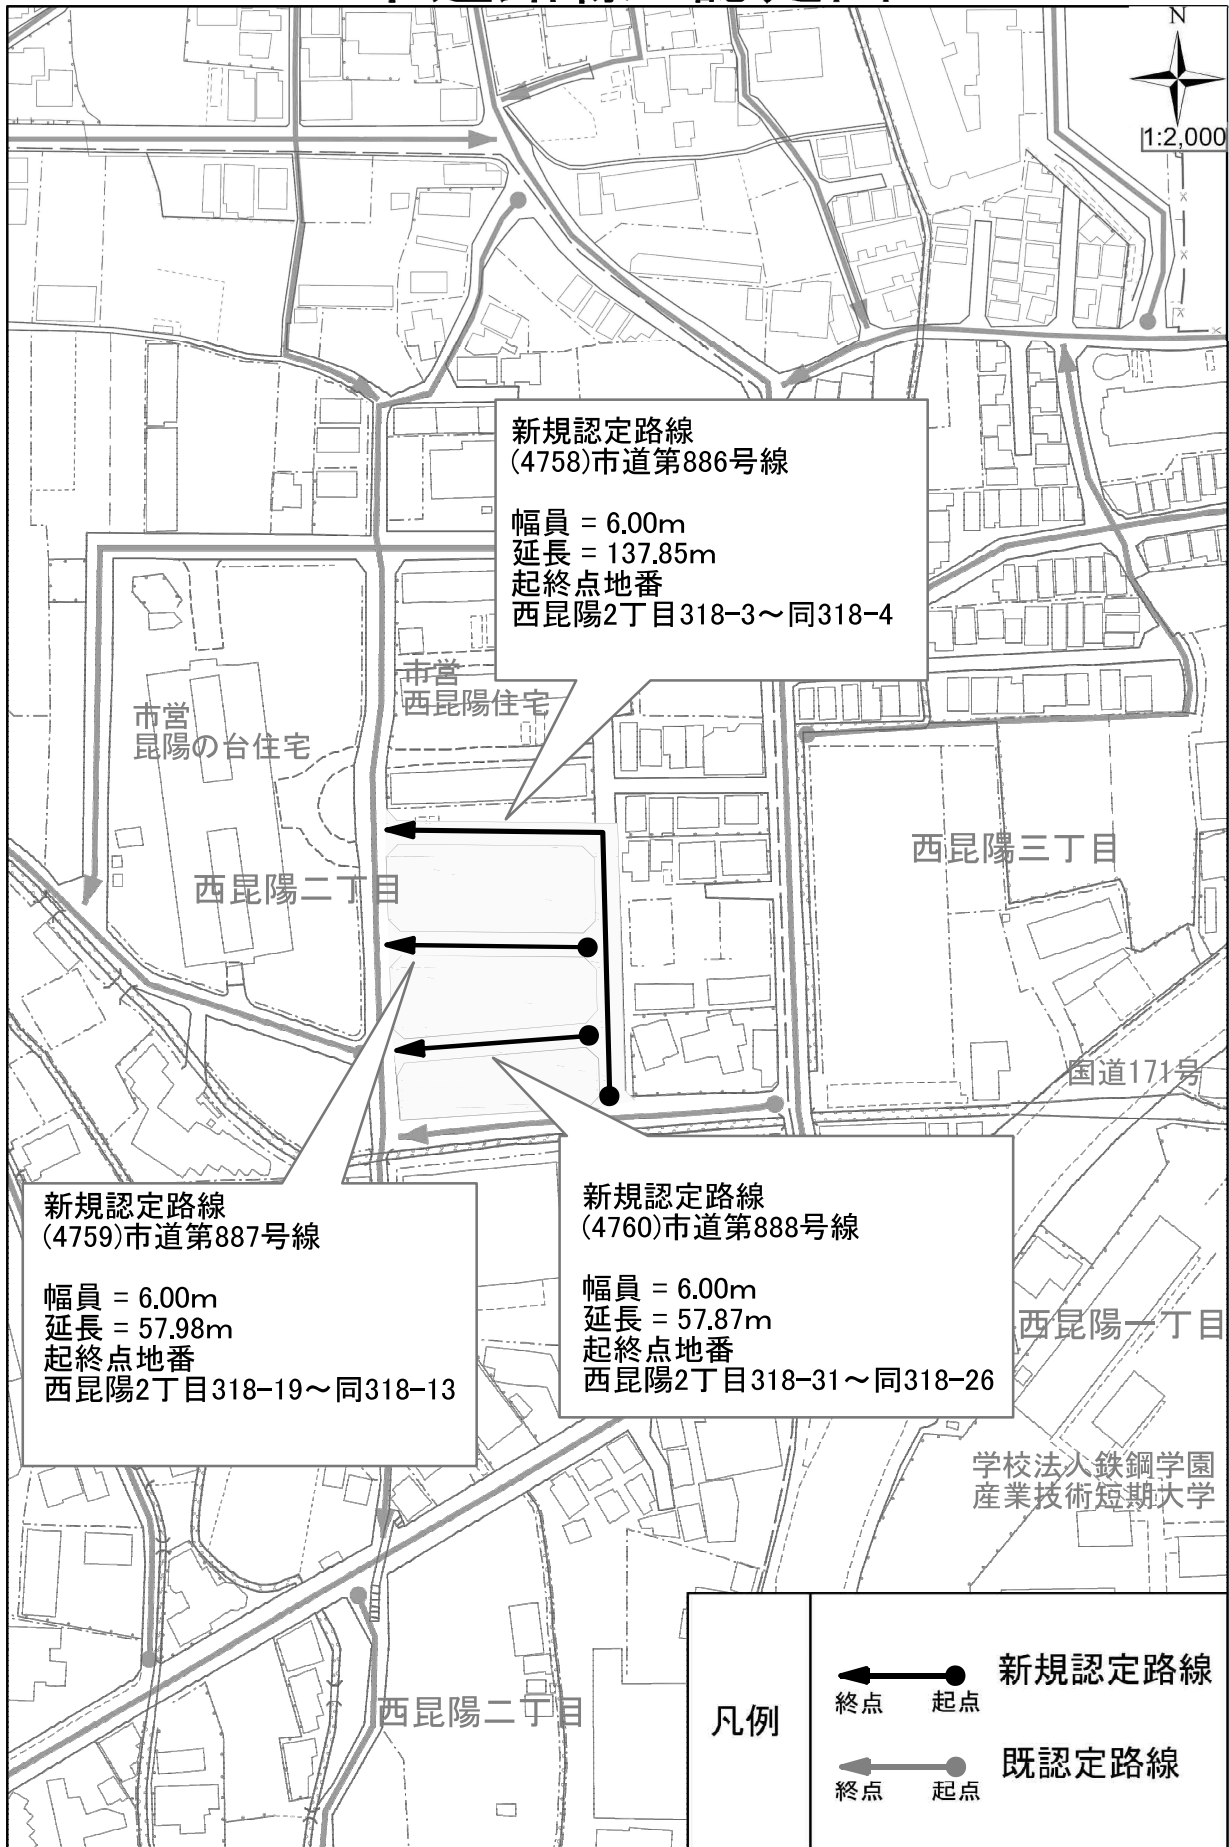 N
1:2,000
新規認定路線
(4758)市道第886号線
幅員 = 6.00m
延長 = 137.85m
起終点地番
西昆陽2丁目318-3～同318-4
市営
西昆陽住宅
市営
昆陽の台住宅
西昆陽三丁目
西昆陽二丁目
国道171号
新規認定路線
(4759)市道第887号線
幅員 = 6.00m
延長 = 57.98m
起終点地番
西昆陽2丁目318-19～同318-13
新規認定路線
(4760)市道第888号線
幅員 = 6.00m
延長 = 57.87m
起終点地番
西昆陽2丁目318-31～同318-26
西昆陽一丁目
学校法人鉄鋼学園
産業技術短期大学
西昆陽二丁目
凡例
新規認定路線
終点 起点
既認定路線
終点 起点